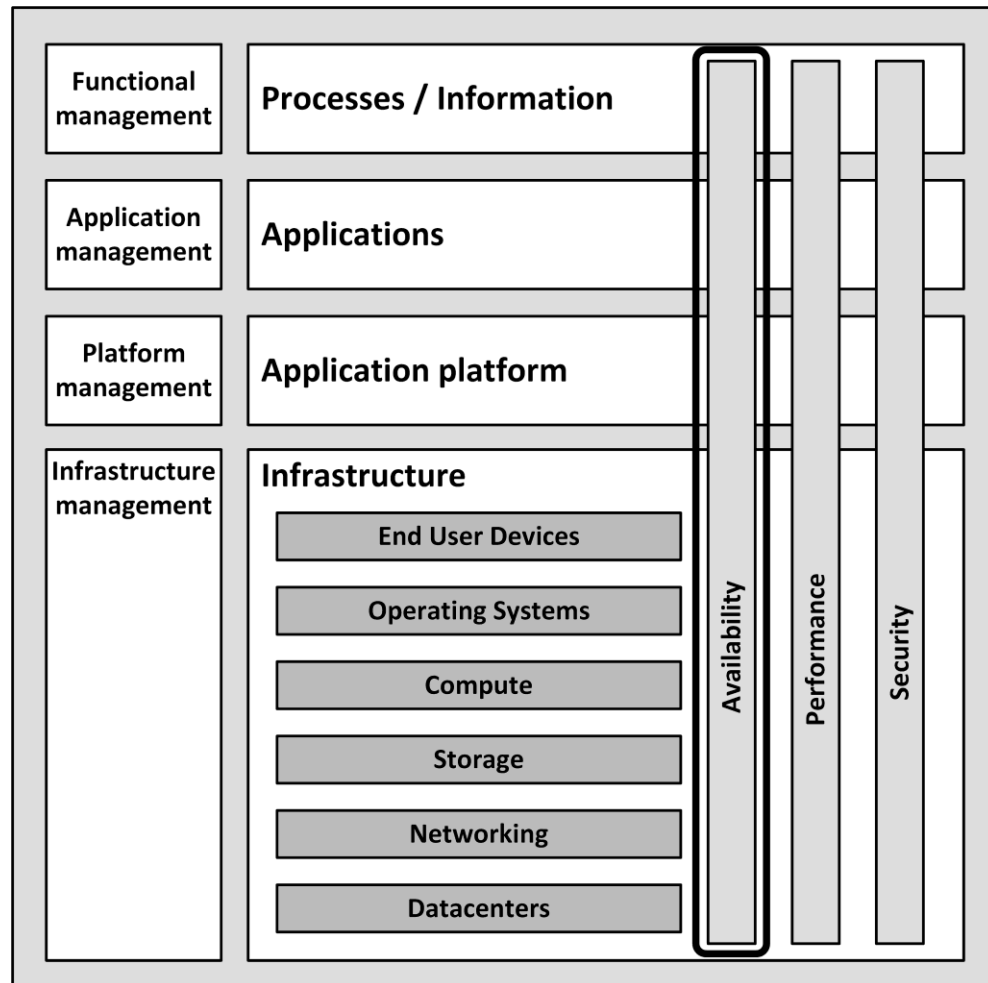 Functional
management
Processes / Information
Application
management
Applications
Platform
management
Application platform
Infrastructure
management
Infrastructure
End User Devices
Operating Systems
Compute
Storage
Networking
Datacenters
Availability
Performance
Security